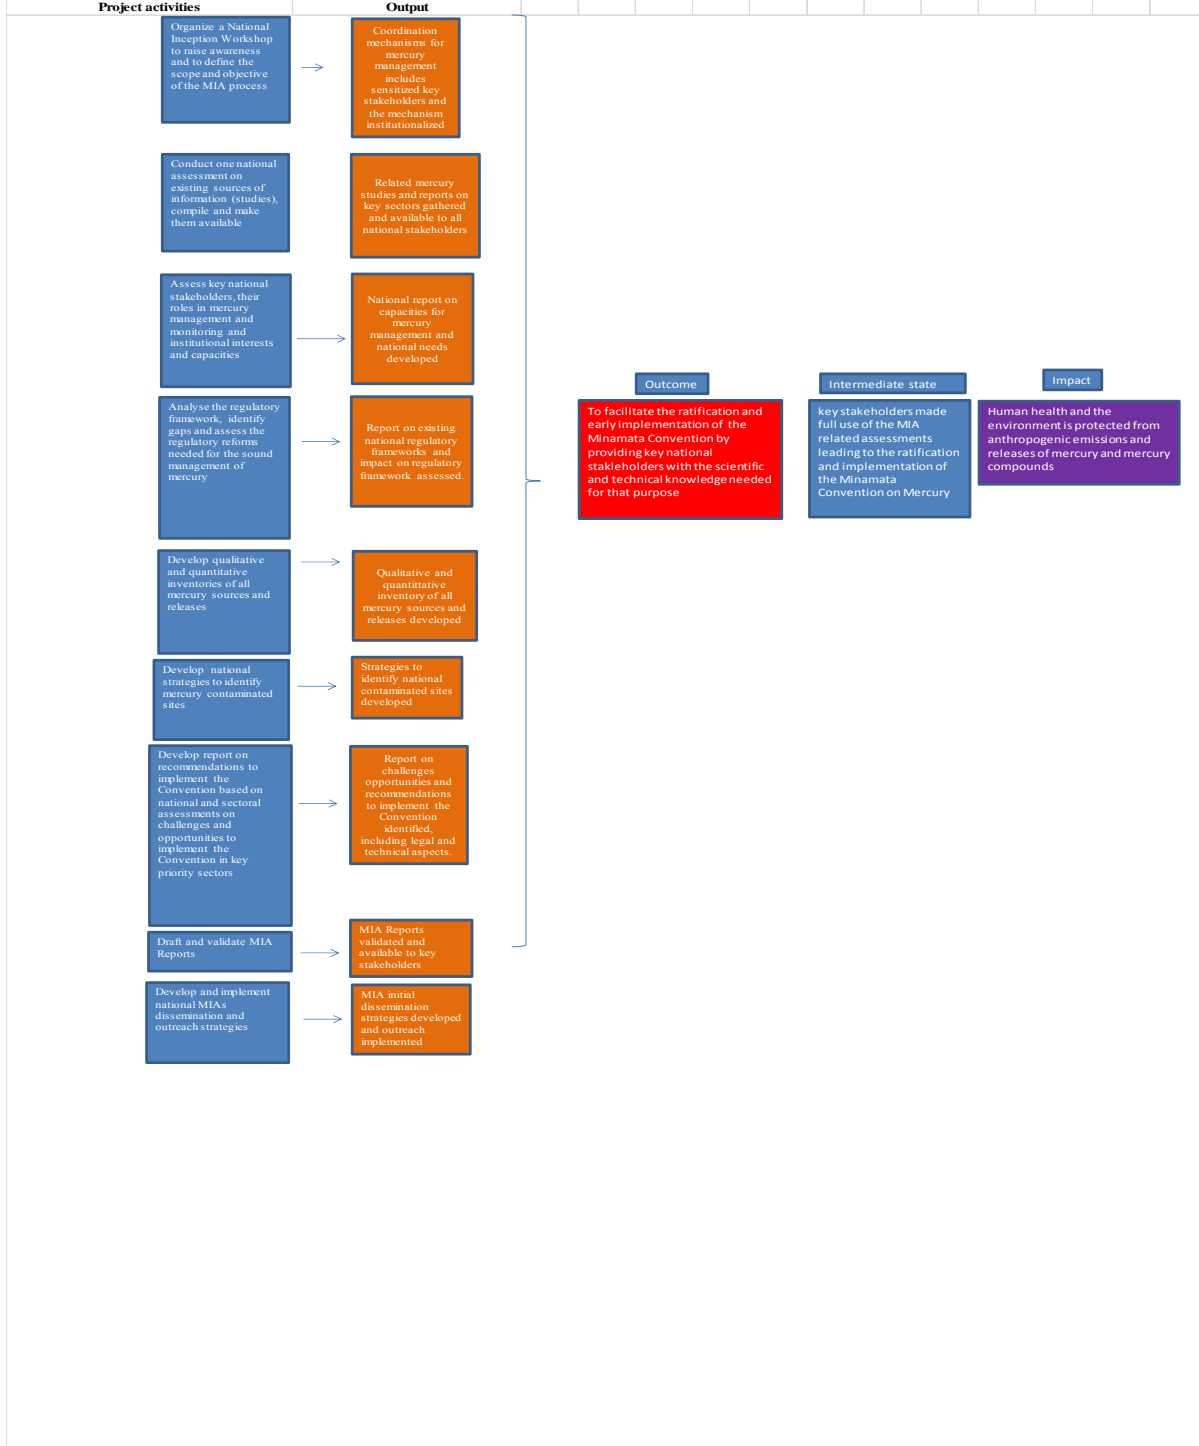 Project activities
Output
Organize a National
Inception Workshop
to raise awareness
and to define the
scope and objective
of the MIA process
Coordination
mechanisms for
mercury
management
includes
sensitized key
stakeholders and
the mechanism
institutionalized
Conduct one national
assessment on
existing sources of
information (studies),
compile and make
them available
Related mercury
studies and reports on
key sectors gathered
and available to all
national stakeholders
Assess key national
stakeholders, their
roles in mercury
management and
monitoring and
institutional interests
and capacities
National report on
capacities for
mercury
management and
national needs
developed
Analyse the regulatory
framework, identify
gaps and assess the
regulatory reforms
needed for the sound
management of
mercury
Report on existing
national regulatory
frameworks and
impact on regulatory
framework assessed.
Develop qualitative
and quantitative
inventories of all
mercury sources and
releases
Qualitative and
quantittative
inventory of all
mercury sources and
releases developed
Develop national
strategies to identify
mercury contaminated
sites
Strategies to
identify national
contaminated sites
developed
Develop report on
recommendations to
implement the
Convention based on
national and sectoral
assessments on
challenges and
opportunities to
implement the
Convention in key
priority sectors
Report on
challenges
opportunities and
recommendations
to implement the
Convention
identified,
including legal and
technical aspects.
Draft and validate MIA
Reports
MIA Reports
validated and
available to key
stakeholders
Develop and implement
national MIAs
dissemination and
outreach strategies
MIA initial
dissemination
strategies developed
and outreach
implemented
Outcome
To facilitate the ratification and
early implementation of the
Minamata Convention by
providing key national
stakleholders with the scientific
and technical knowledge needed
for that purpose
Intermediate state
key stakeholders made
full use of the MIA
related assessments
leading to the ratification
and implementation of
the Minamata
Convention on Mercury
Impact
Human health and the
environment is protected from
anthropogenic emissions and
releases of mercury and mercury
compounds